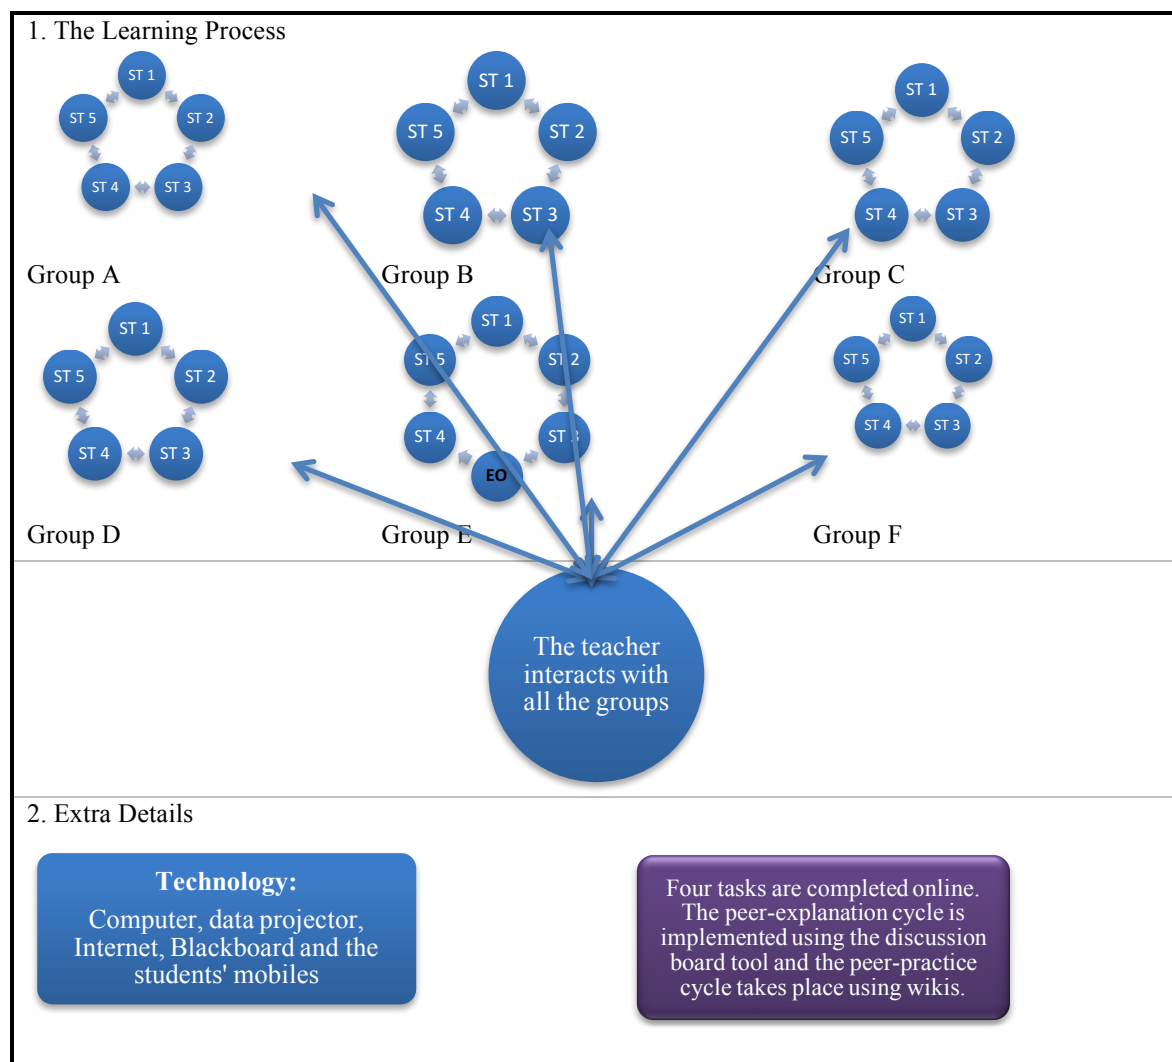 1. The Learning Process
ST 1
ST 5
ST 2
ST 4
ST 3
Group A
ST 1
ST 5
ST 2
ST 4
ST 3
Group B
ST 1
ST 5
ST 2
ST 4
ST 3
Group C
ST 1
ST 5
ST 2
ST 4
ST 3
Group D
ST 1
ST 5
ST 2
ST 4
ST 3
EO
Group E
ST 1
ST 5
ST 2
ST 4
ST 3
Group F
The teacher
interacts with
all the groups
2. Extra Details
Technology:
Computer, data projector,
Internet, Blackboard and the
students' mobiles
Four tasks are completed online.
The peer-explanation cycle is
implemented using the discussion
board tool and the peer-practice
cycle takes place using wikis.